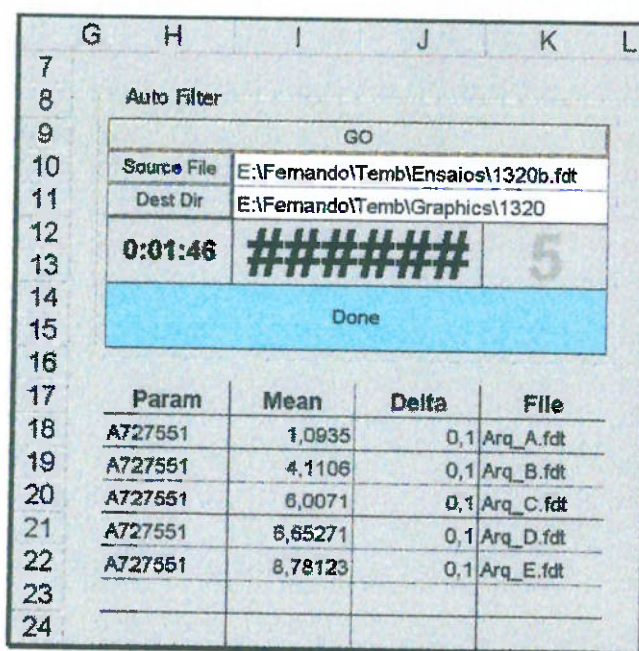 G H I J K L
7
8 Auto Filter
9 GO
10 Source File E:\Fernando\Temb\Ensaios\1320b.fdt
11 Dest Dir E:\Fernando\Temb\Graphics\1320
12
0:01:46 ###### 5
13
14
Done
15
16
17 Param Mean Delta File
18 A727551 1,0935 0,1 Arq_A.fdt
19 A727551 4,1106 0,1 Arq_B.fdt
20 A727551 6,0071 0,1 Arq_C.fdt
21 A727551 6,65271 0,1 Arq_D.fdt
22 A727551 8,78123 0,1 Arq_E.fdt
23
24